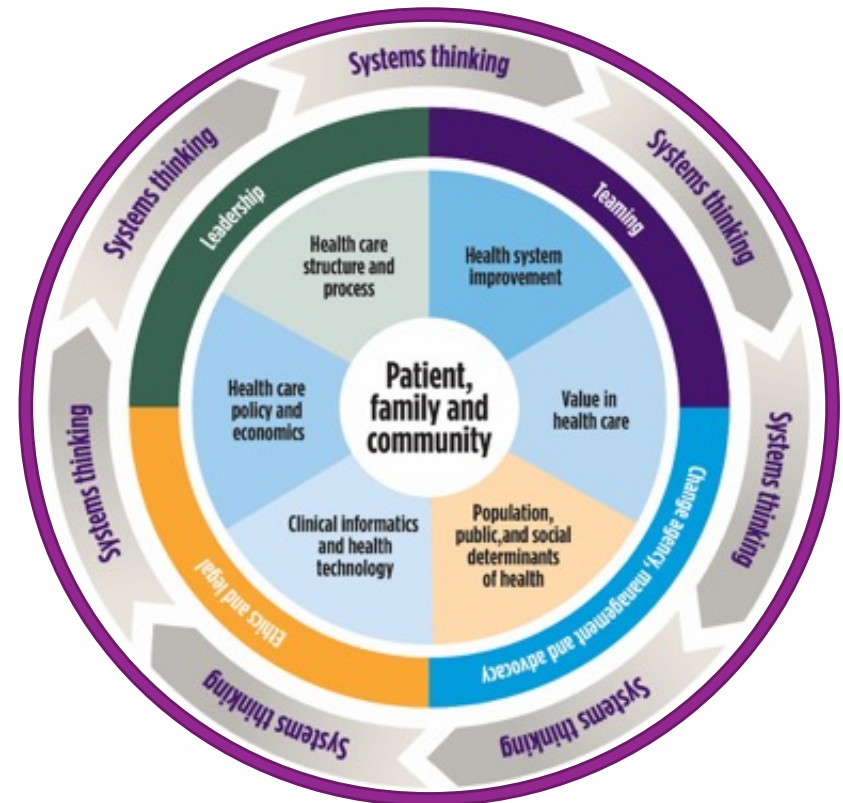 Systems thinking
Systems thinking
Systems thinking
Systems thinking
Systems thinking
Systems thinking
Systems thinking
Leadership
Teaming
Change agency, management and advocacy
Ethics and legal
Health care
structure and
process
Health system
improvement
Value in
health care
Population,
public,and social
determinants
of health
Clinical informatics
and health
technology
Health care
policy and
economics
Patient,
family and
community